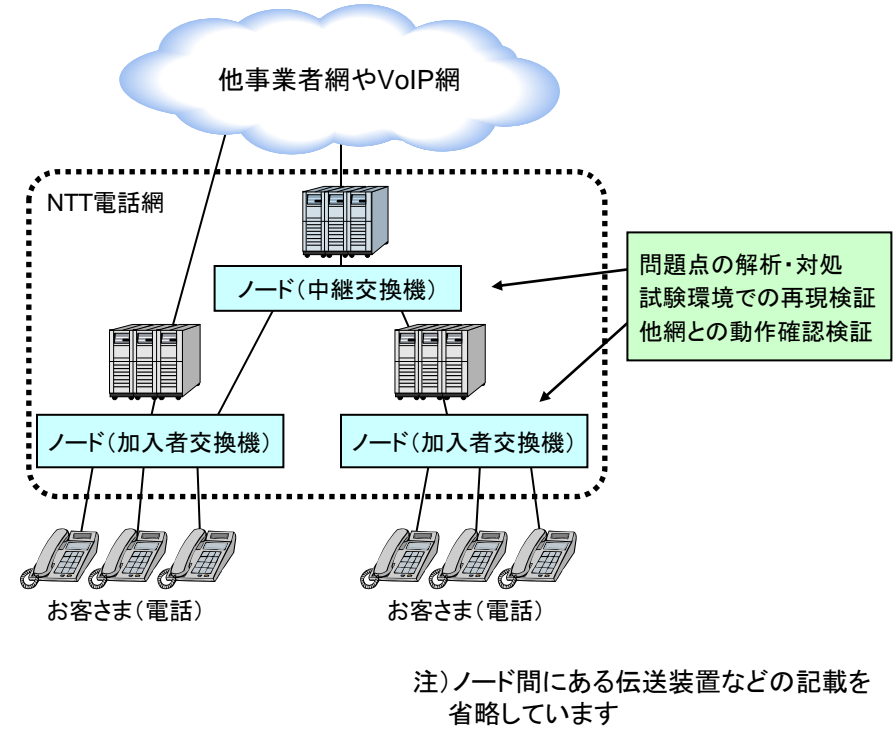 他事業者網やVoIP網
NTT電話網
ノード(中継交換機)
問題点の解析・対処
試験環境での再現検証
他網との動作確認検証
ノード(加入者交換機)
ノード(加入者交換機)
お客さま(電話)
お客さま(電話)
注)ノード間にある伝送装置などの記載を
省略しています